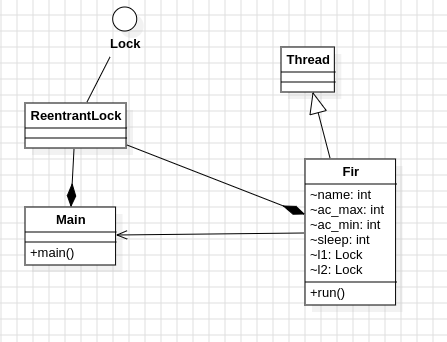 Lock
Thread
ReentrantLock
Fir
~name: int
~ac_max: int
~ac_min: int
~sleep: int
~l1: Lock
~l2: Lock
+run()
Main
+main()